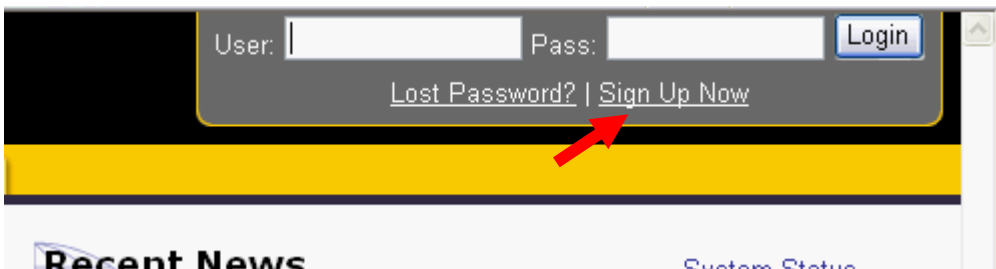 User: Pass: Login
Lost Password? | Sign Up Now
Recent News
System Status